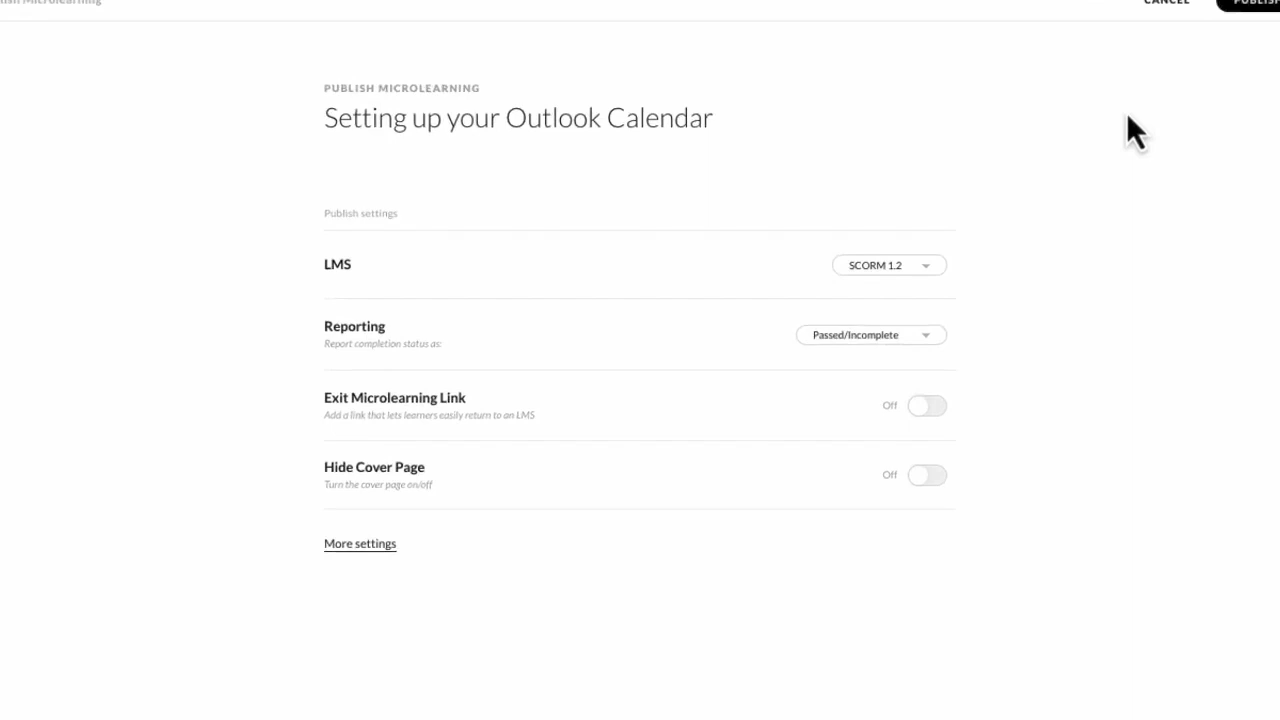 CANCEL
PUBLISH MICROLEARNING
Setting up your Outlook Calendar
Publish settings
LMS
SCORM 1.2
Reporting
Report completion status as:
Passed/Incomplete
Exit Microlearning Link
Add a link that lets learners easily return to an LMS
Off
Hide Cover Page
Turn the cover page on/off
Off
More settings